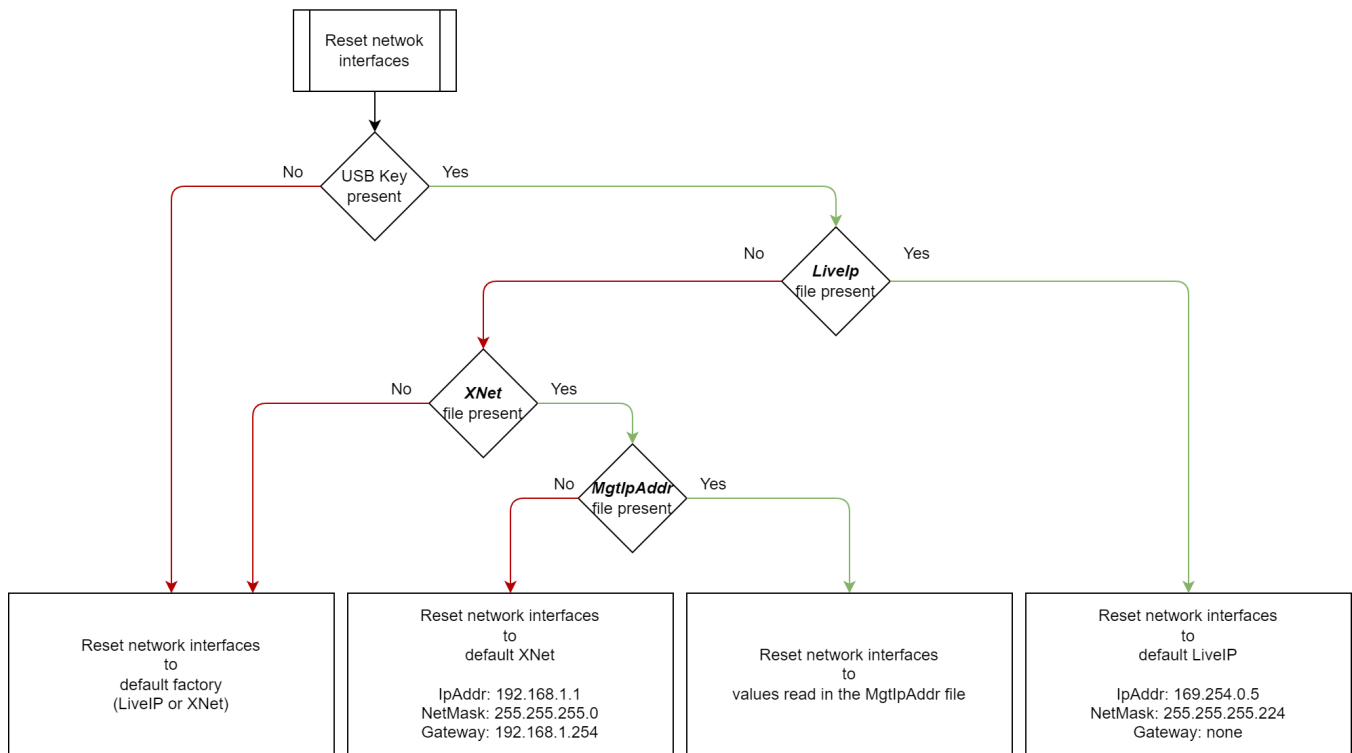 Reset netwok
interfaces
No
USB Key
present
Yes
No
LiveIp
file present
Yes
No
XNet
file present
Yes
No
MgtIpAddr
file present
Yes
Reset network interfaces
to
default factory
(LiveIP or XNet)
Reset network interfaces
to
default XNet
IpAddr: 192.168.1.1
NetMask: 255.255.255.0
Gateway: 192.168.1.254
Reset network interfaces
to
values read in the MgtIpAddr file
Reset network interfaces
to
default LiveIP
IpAddr: 169.254.0.5
NetMask: 255.255.255.224
Gateway: none